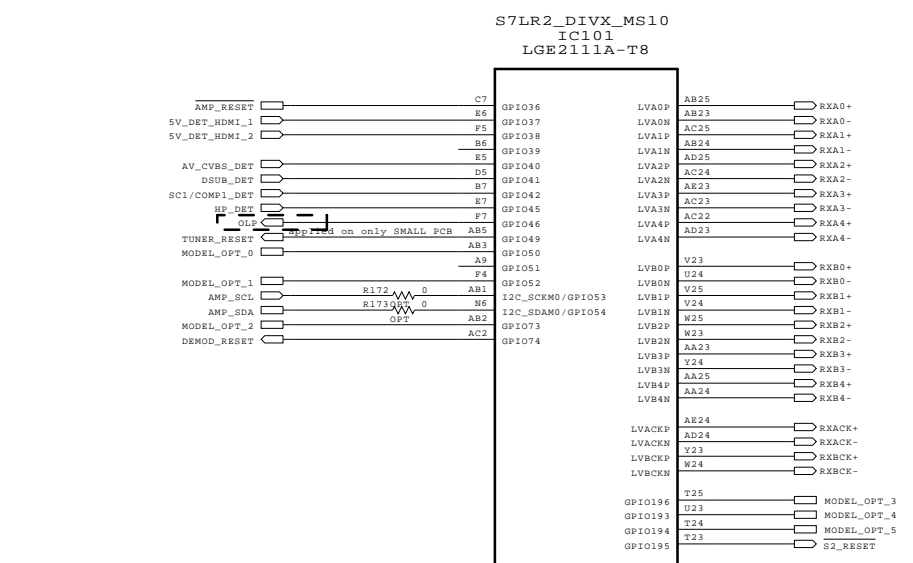 S7LR2_DIVX_MS10
IC101
LGE2111A-T8
AMP_RESET C7 GPIO36 LVA0P AB25 RXA0+
5V_DET_HDMI_1 E6 GPIO37 LVA0N AB23 RXA0-
5V_DET_HDMI_2 F5 GPIO38 LVA1P AC25 RXA1+
B6 GPIO39 LVA1N AB24 RXA1-
AV_CVBS_DET E5 GPIO40 LVA2P AD25 RXA2+
DSUB_DET D5 GPIO41 LVA2N AC24 RXA2-
SC1/COMP1_DET B7 GPIO42 LVA3P AE23 RXA3+
HP_DET E7 GPIO45 LVA3N AC23 RXA3-
OLP F7 GPIO46 LVA4P AC22 RXA4+
applied on only SMALL PCB
TUNER_RESET AB5 GPIO49 LVA4N AD23 RXA4-
MODEL_OPT_0 AB3 GPIO50
A9 GPIO51 LVB0P V23 RXB0+
MODEL_OPT_1 F4 GPIO52 LVB0N U24 RXB0-
AMP_SCL R172 0 AB1 I2C_SCKM0/GPIO53 LVB1P V25 RXB1+
OPT
AMP_SDA R173 0 N6 I2C_SDAM0/GPIO54 LVB1N V24 RXB1-
OPT
MODEL_OPT_2 AB2 GPIO73 LVB2P W25 RXB2+
DEMOD_RESET AC2 GPIO74 LVB2N W23 RXB2-
LVB3P AA23 RXB3+
LVB3N Y24 RXB3-
LVB4P AA25 RXB4+
LVB4N AA24 RXB4-
LVACKP AE24 RXACK+
LVACKN AD24 RXACK-
LVBCKP Y23 RXBCK+
LVBCKN W24 RXBCK-
GPIO196 T25 MODEL_OPT_3
GPIO193 U23 MODEL_OPT_4
GPIO194 T24 MODEL_OPT_5
GPIO195 T23 S2_RESET